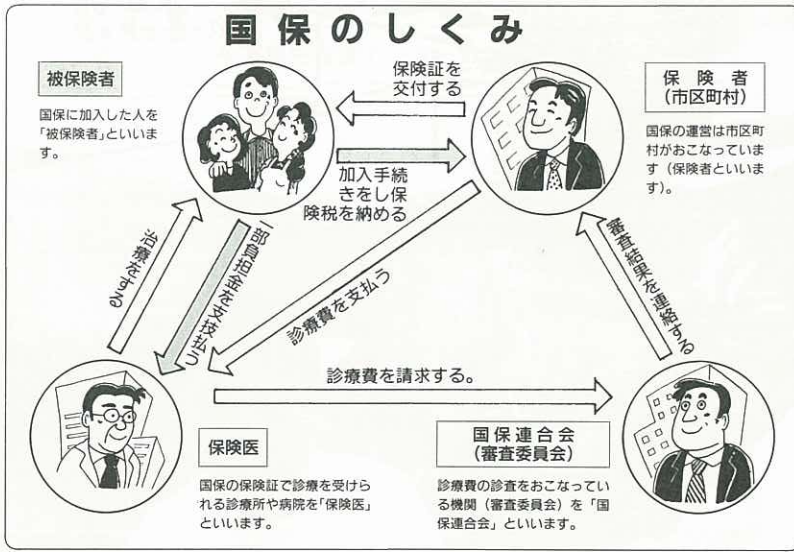 国保のしくみ
被保険者
国保に加入した人を
「被保険者」といいま
す。
保険証を
交付する
保険者
（市区町村）
国保の運営は市区町
村がおこなっていま
す（保険者といいま
す）。
加入手続
きをし保
険税を納める
治療をする
一部負担金を支技払う
診療費を支払う
審査結果を連絡する
診療費を請求する。
保険医
国保の保険証で診療を受けら
れる診療所や病院を「保険医」
といいます。
国保連合会
（審査委員会）
診療費の診査をおこなってい
る機関（審査委員会）を「国
保連合会」といいます。